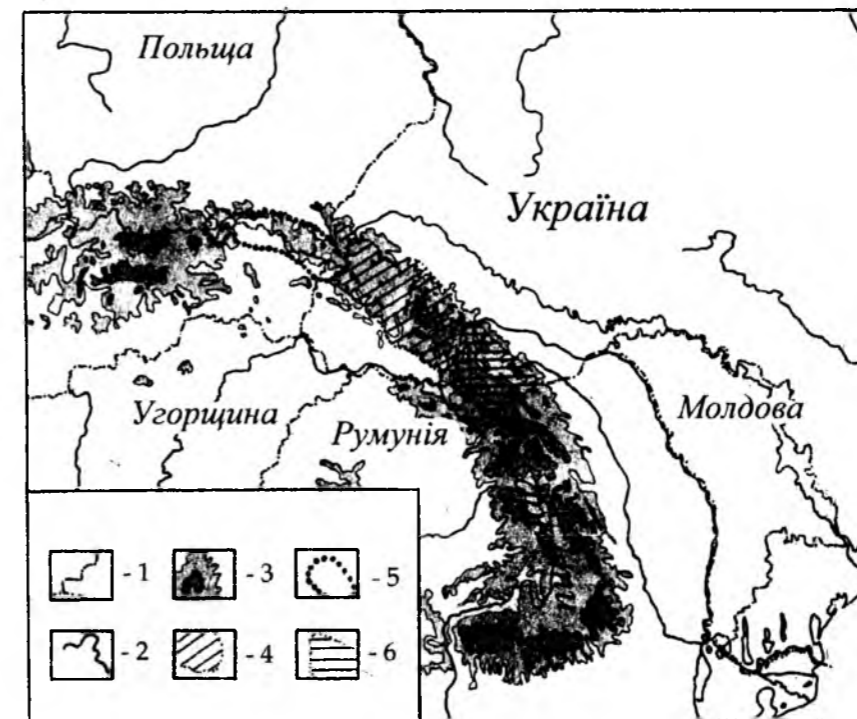 Польща
Україна
Угорщина
Румунія
Молдова
- 1
- 3
- 5
- 2
- 4
- 6